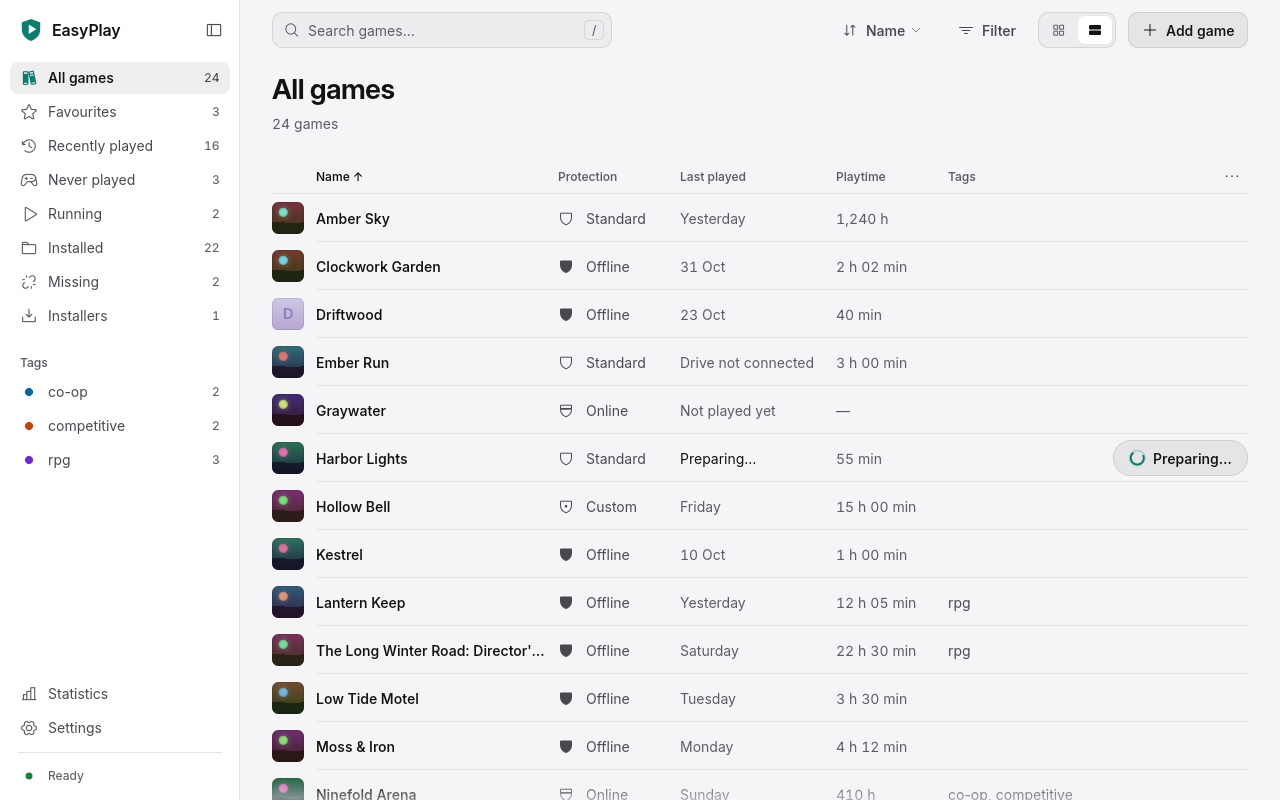 EasyPlay
Search games...
/
Name
Filter
Add game
All games 24
Favourites 3
Recently played 16
Never played 3
Running 2
Installed 22
Missing 2
Installers 1
Tags
co-op 2
competitive 2
rpg 3
Statistics
Settings
Ready
All games
24 games
Name ↑ Protection Last played Playtime Tags ...
Amber Sky Standard Yesterday 1,240 h
Clockwork Garden Offline 31 Oct 2 h 02 min
D Driftwood Offline 23 Oct 40 min
Ember Run Standard Drive not connected 3 h 00 min
Graywater Online Not played yet —
Harbor Lights Standard Preparing... 55 min Preparing...
Hollow Bell Custom Friday 15 h 00 min
Kestrel Offline 10 Oct 1 h 00 min
Lantern Keep Offline Yesterday 12 h 05 min rpg
The Long Winter Road: Director'... Offline Saturday 22 h 30 min rpg
Low Tide Motel Offline Tuesday 3 h 30 min
Moss & Iron Offline Monday 4 h 12 min
Ninefold Arena Online Sunday 410 h co-op, competitive